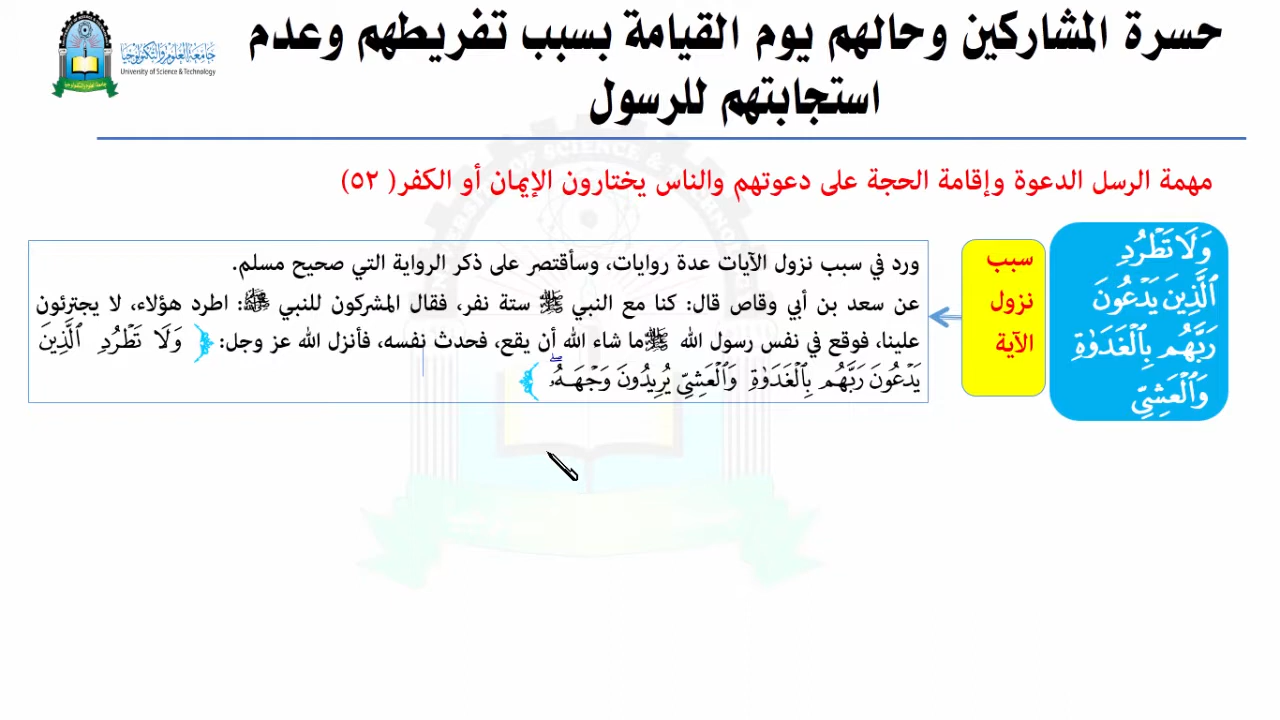 حسرة المشاركين وحالهم يوم القيامة بسبب تفريطهم وعدم
استجابتهم للرسول
جامعة العلوم والتكنولوجيا
University of Science & Technology
مهمة الرسل الدعوة وإقامة الحجة على دعوتهم والناس يختارون الإيمان أو الكفر( ٥٢)
وَلَا تَطْرُدِ
ٱلَّذِينَ يَدْعُونَ
رَبَّهُم بِٱلْغَدَوٰةِ
وَٱلْعَشِىِّ
سبب
نزول
الآية
ورد في سبب نزول الآيات عدة روايات، وسأقتصر على ذكر الرواية التي صحيح مسلم.
عن سعد بن أبي وقاص قال: كنا مع النبي ﷺ ستة نفر، فقال المشركون للنبي ﷺ: اطرد هؤلاء، لا يجترئون
علينا، فوقع في نفس رسول الله ﷺما شاء الله أن يقع، فحدث نفسه، فأنزل الله عز وجل: ﴿ وَلَا تَطْرُدِ ٱلَّذِينَ
يَدْعُونَ رَبَّهُم بِٱلْغَدَوٰةِ وَٱلْعَشِىِّ يُرِيدُونَ وَجْهَهُۥۖ ﴾